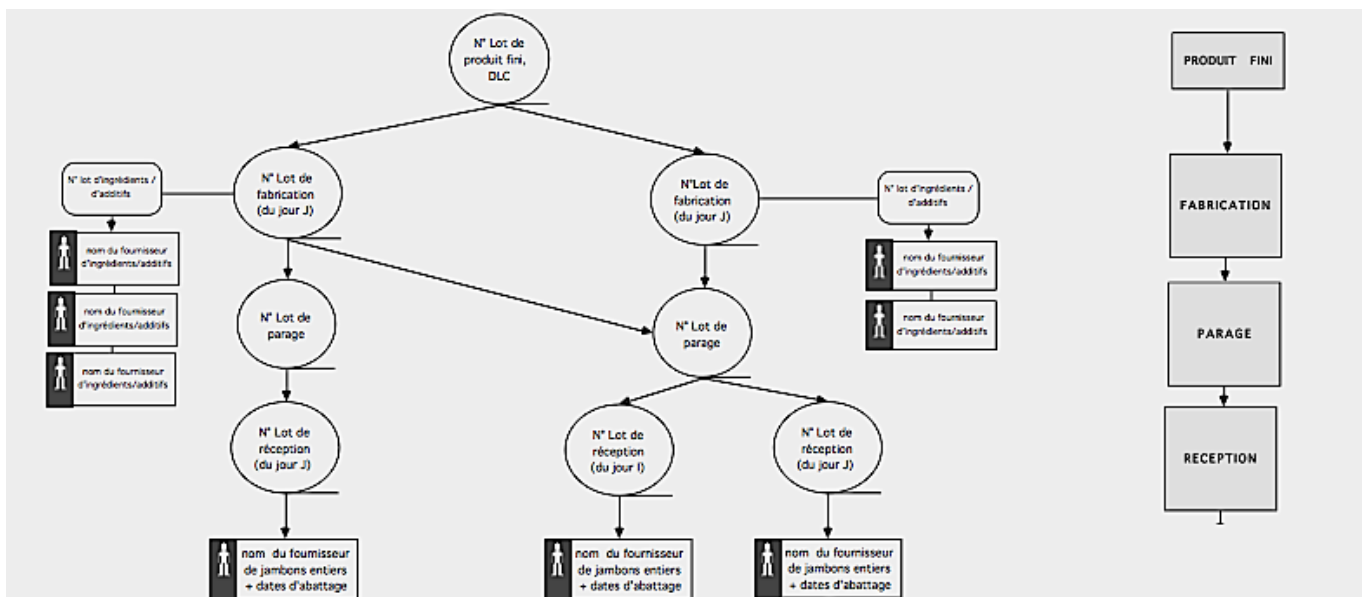 N° Lot de
produit fini,
DLC
PRODUIT FINI
N° Lot de
fabrication
(du jour J)
N°Lot de
fabrication
(du jour J)
N° lot d'ingrédients /
d'additifs
N° lot d'ingrédients /
d'additifs
FABRICATION
nom du fournisseur
d'ingrédients/additifs
nom du fournisseur
d'ingrédients/additifs
nom du fournisseur
d'ingrédients/additifs
nom du fournisseur
d'ingrédients/additifs
nom du fournisseur
d'ingrédients/additifs
N° Lot de
parage
N° Lot de
parage
PARAGE
N° Lot de
réception
(du jour J)
N° Lot de
réception
(du jour I)
N° Lot de
réception
(du jour J)
RECEPTION
nom du fournisseur
de jambons entiers
+ dates d'abattage
nom du fournisseur
de jambons entiers
+ dates d'abattage
nom du fournisseur
de jambons entiers
+ dates d'abattage